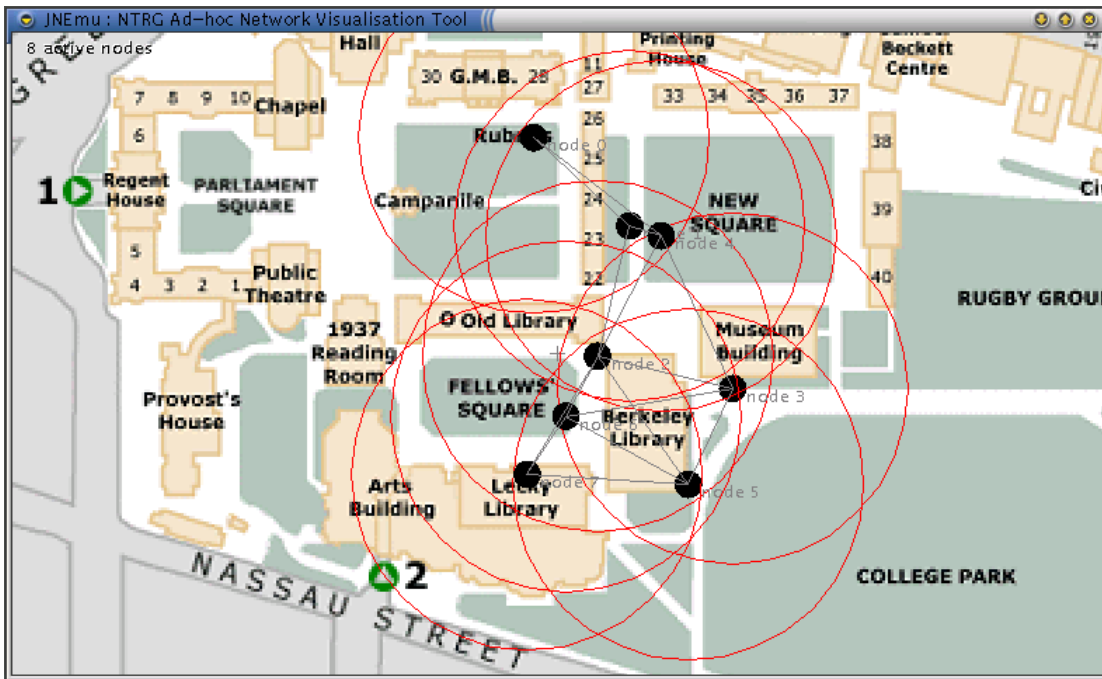 JNEmu : NTRG Ad-hoc Network Visualisation Tool
8 active nodes
Hall
Printing
House
Beckett
Centre
30 G.M.B. 28
11
27
33 34 35 36 37
7 8 9 10
Chapel
26
6
node 0
25
38
1
Regent
House
PARLIAMENT
SQUARE
Campanile
24
NEW
SQUARE
39
23
node 4
5
4 3 2 1
Public
Theatre
22
40
RUGBY
Old Library
1937
Reading
Room
Museum
Building
node 2
node 3
Provost's
House
FELLOWS'
SQUARE
Berkeley
Library
Arts
Building
Lecky
Library
node 7
node 5
2
COLLEGE PARK
NASSAU STREET